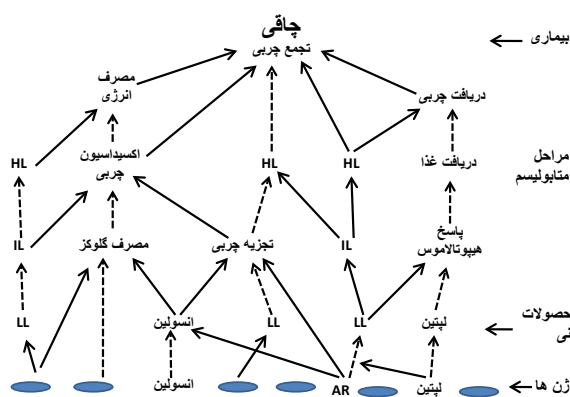 چاقی
تجمع چربی
بیماری
مصرف
انرژی
دریافت چربی
HL
اکسیداسیون
چربی
HL
HL
دریافت غذا
مراحل
متابولیسم
IL
مصرف گلوکز
تجزیه چربی
IL
پاسخ
هیپوتالاموس
LL
انسولین
LL
LL
لپتین
حصولات
نی
انسولین
AR
لپتین
ژن ها